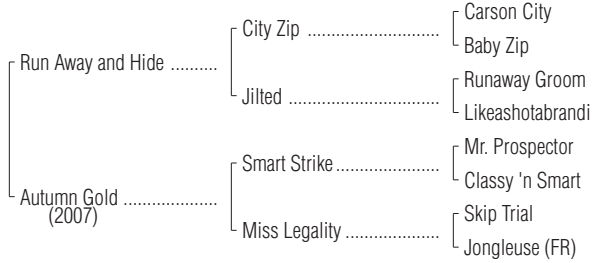 Carson City
City Zip ..................
Baby Zip
Run Away and Hide ..........
Runaway Groom
Jilted ..............................
Likeashotabrandi
Mr. Prospector
Smart Strike ....................
Classy 'n Smart
Autumn Gold ....................
(2007)
Skip Trial
Miss Legality ...................
Jongleuse (FR)